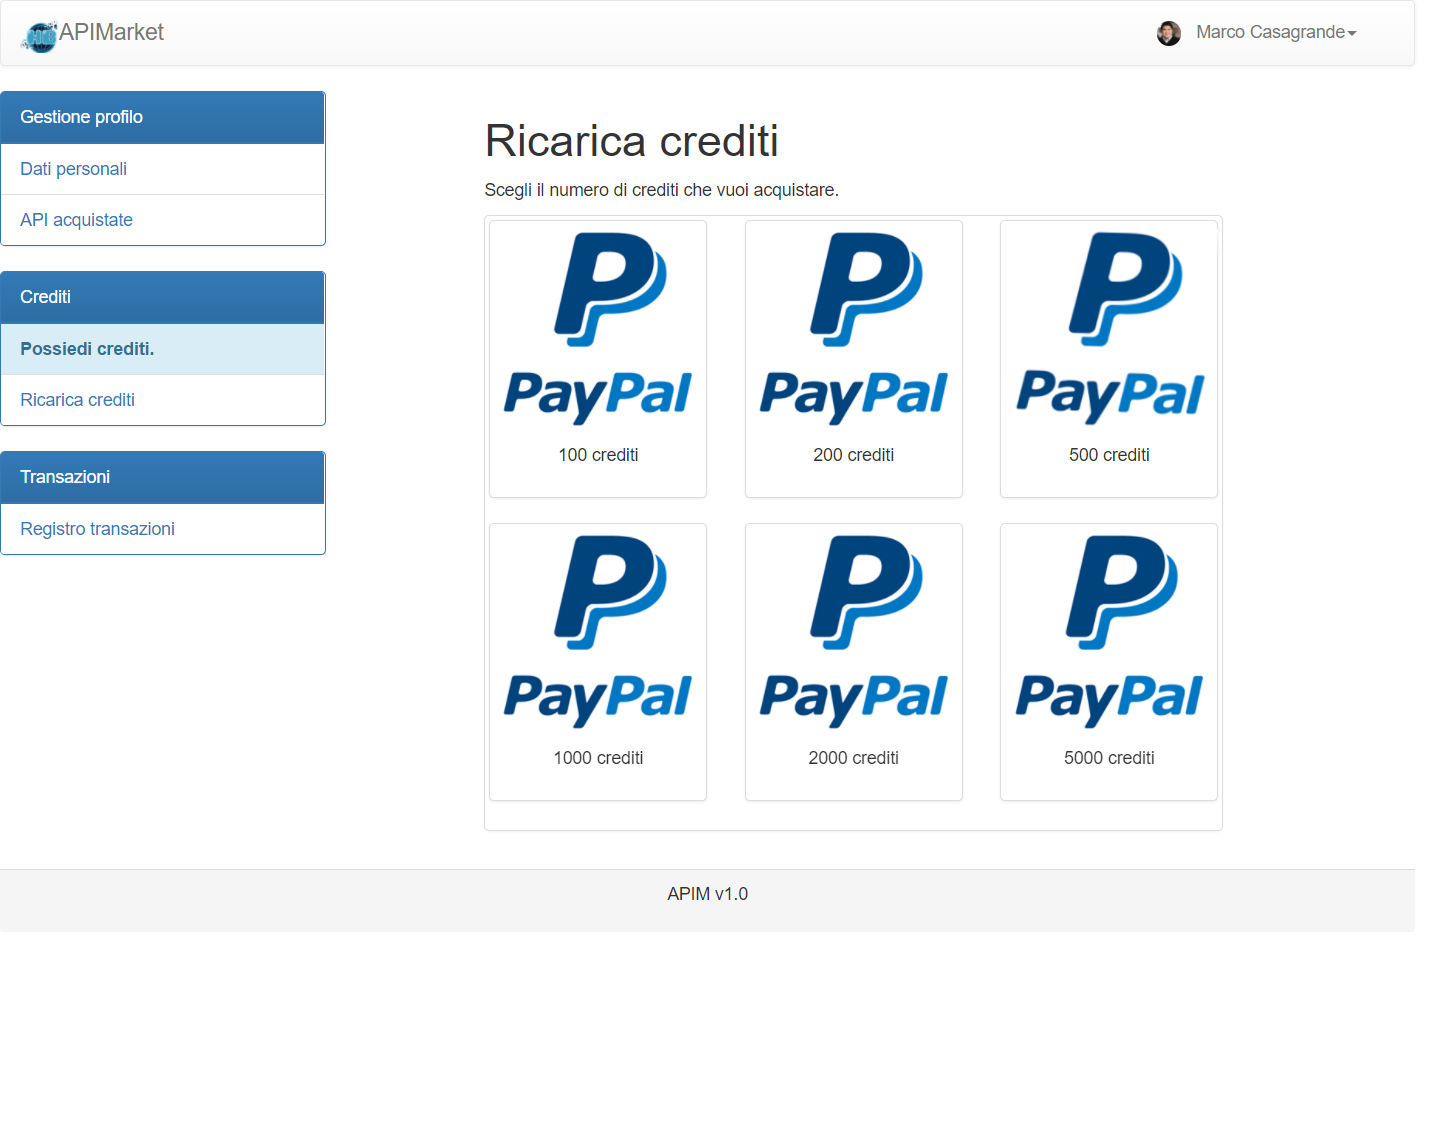 APIMarket
Marco Casagrande
Gestione profilo
Dati personali
API acquistate
Crediti
Possiedi crediti.
Ricarica crediti
Transazioni
Registro transazioni
Ricarica crediti
Scegli il numero di crediti che vuoi acquistare.
PayPal PayPal PayPal
100 crediti 200 crediti 500 crediti
PayPal PayPal PayPal
1000 crediti 2000 crediti 5000 crediti
APIM v1.0